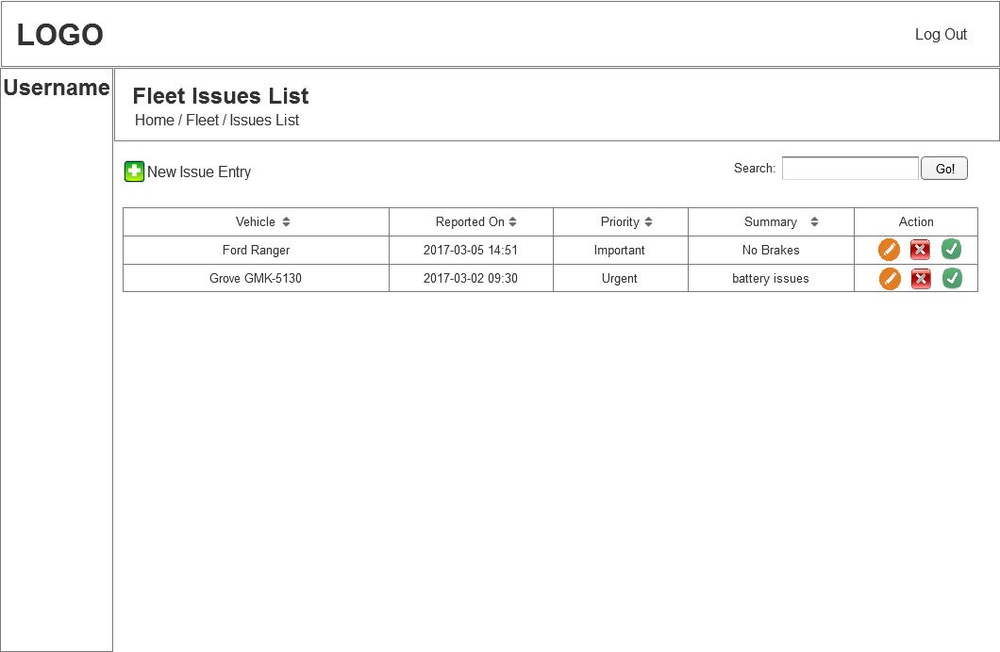 LOGO
Log Out
Username
Fleet Issues List
Home / Fleet / Issues List
New Issue Entry
Search:
Go!
Vehicle Reported On Priority Summary Action
Ford Ranger 2017-03-05 14:51 Important No Brakes
Grove GMK-5130 2017-03-02 09:30 Urgent battery issues